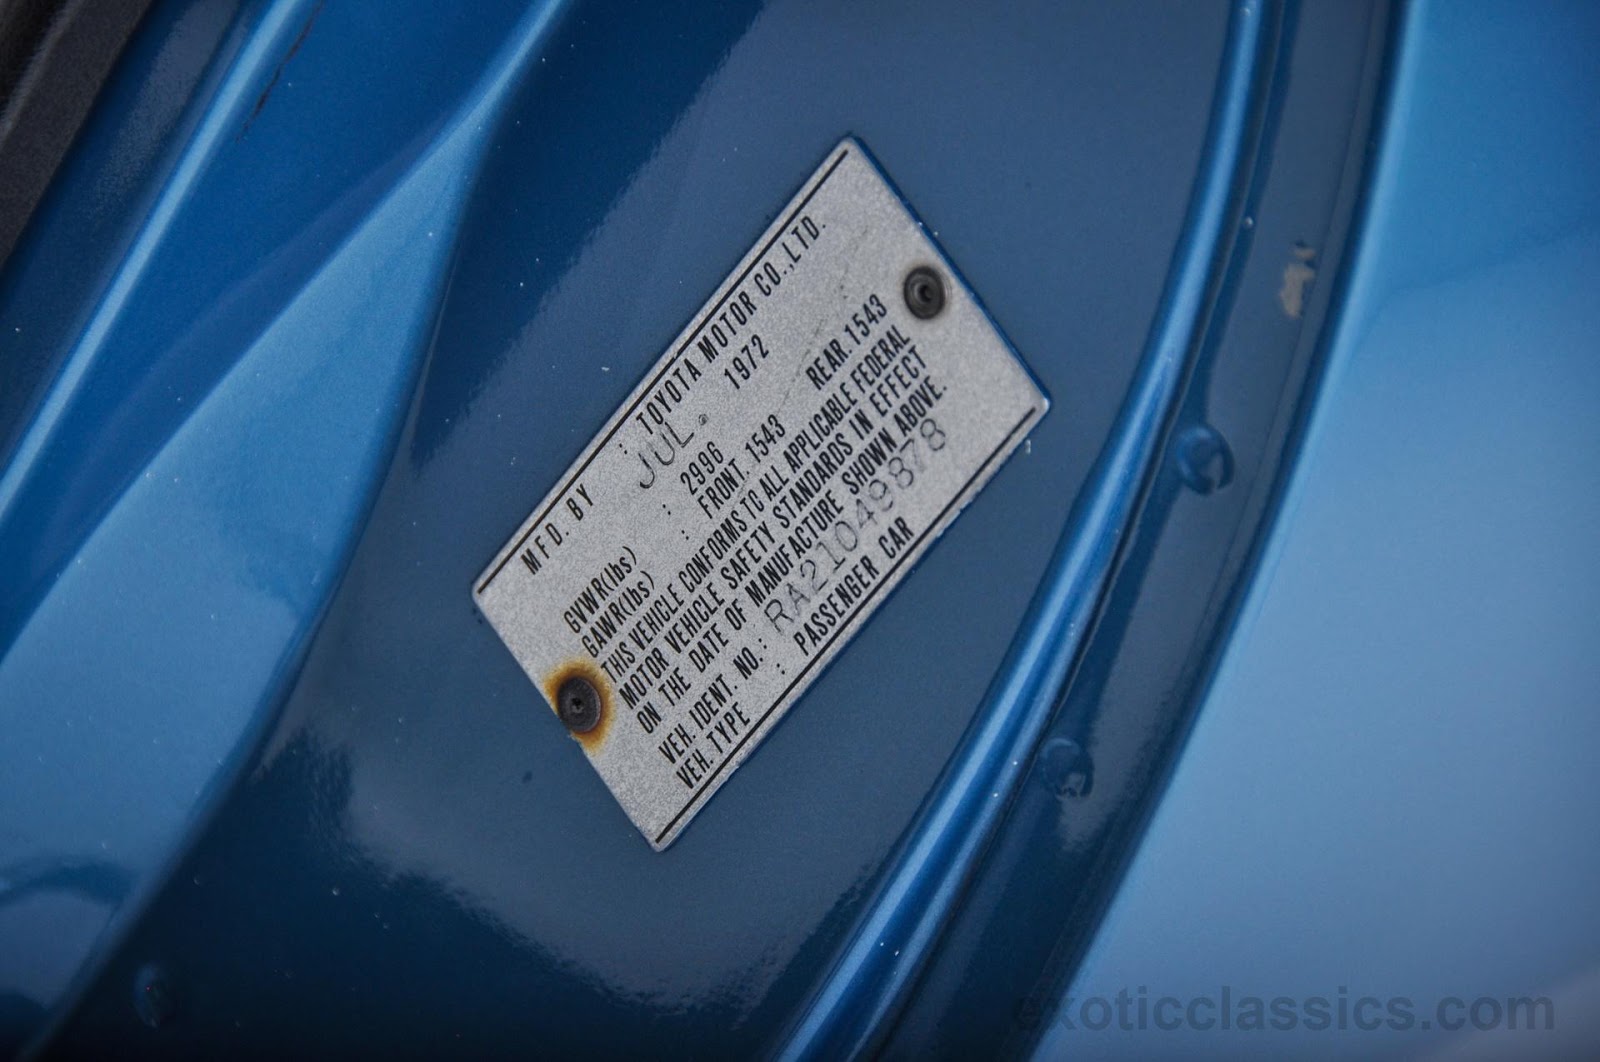 MFD. BY : TOYOTA MOTOR CO.,LTD.
JUL. 1972
GVWR(lbs) : 2996
GAWR(lbs) : FRONT. 1543 REAR. 1543
THIS VEHICLE CONFORMS TO ALL APPLICABLE FEDERAL
MOTOR VEHICLE SAFETY STANDARDS IN EFFECT
ON THE DATE OF MANUFACTURE SHOWN ABOVE.
VEH. IDENT. NO.: RA21049878
VEH. TYPE : PASSENGER CAR
exoticclassics.com